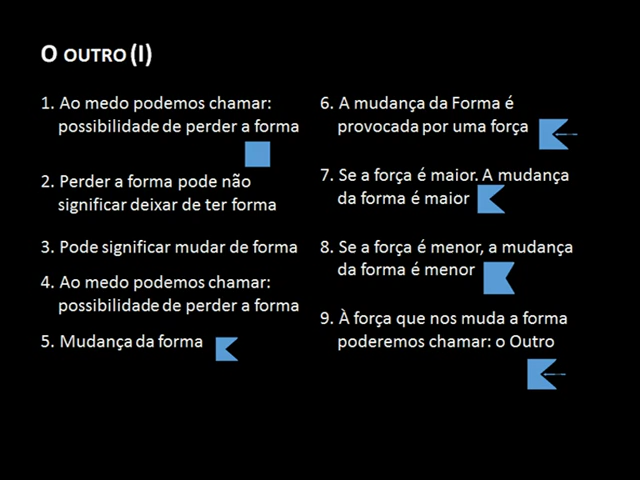 O OUTRO (I)
1. Ao medo podemos chamar:
possibilidade de perder a forma
2. Perder a forma pode não
significar deixar de ter forma
3. Pode significar mudar de forma
4. Ao medo podemos chamar:
possibilidade de perder a forma
5. Mudança da forma
6. A mudança da Forma é
provocada por uma força
7. Se a força é maior. A mudança
da forma é maior
8. Se a força é menor, a mudança
da forma é menor
9. À força que nos muda a forma
poderemos chamar: o Outro